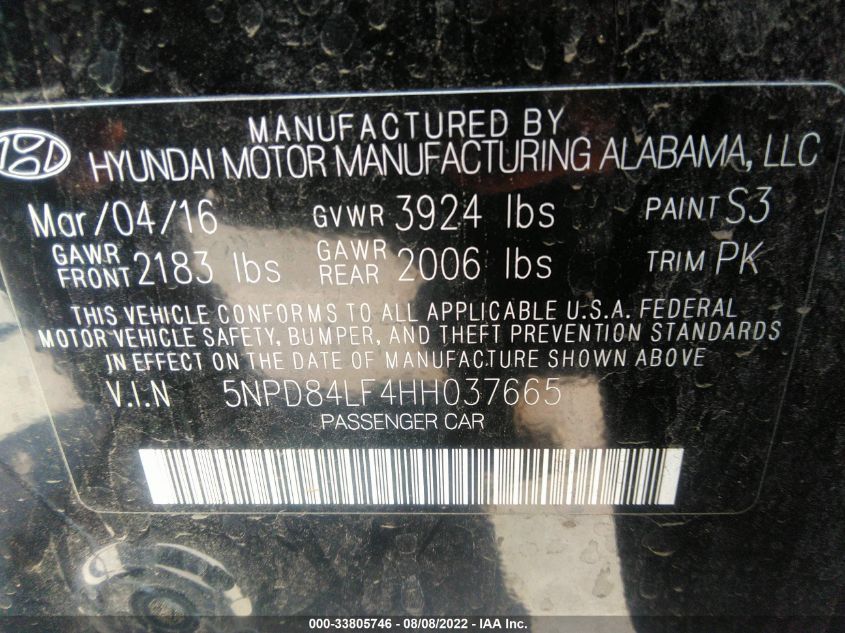 MANUFACTURED BY
HYUNDAI MOTOR MANUFACTURING ALABAMA, LLC
Mar/04/16 GVWR 3924 lbs PAINT S3
GAWR FRONT 2183 lbs GAWR REAR 2006 lbs TRIM PK
THIS VEHICLE CONFORMS TO ALL APPLICABLE U.S.A. FEDERAL
MOTOR VEHICLE SAFETY, BUMPER, AND THEFT PREVENTION STANDARDS
IN EFFECT ON THE DATE OF MANUFACTURE SHOWN ABOVE
V.I.N 5NPD84LF4HH037665
PASSENGER CAR
000-33805746 - 08/08/2022 - IAA Inc.